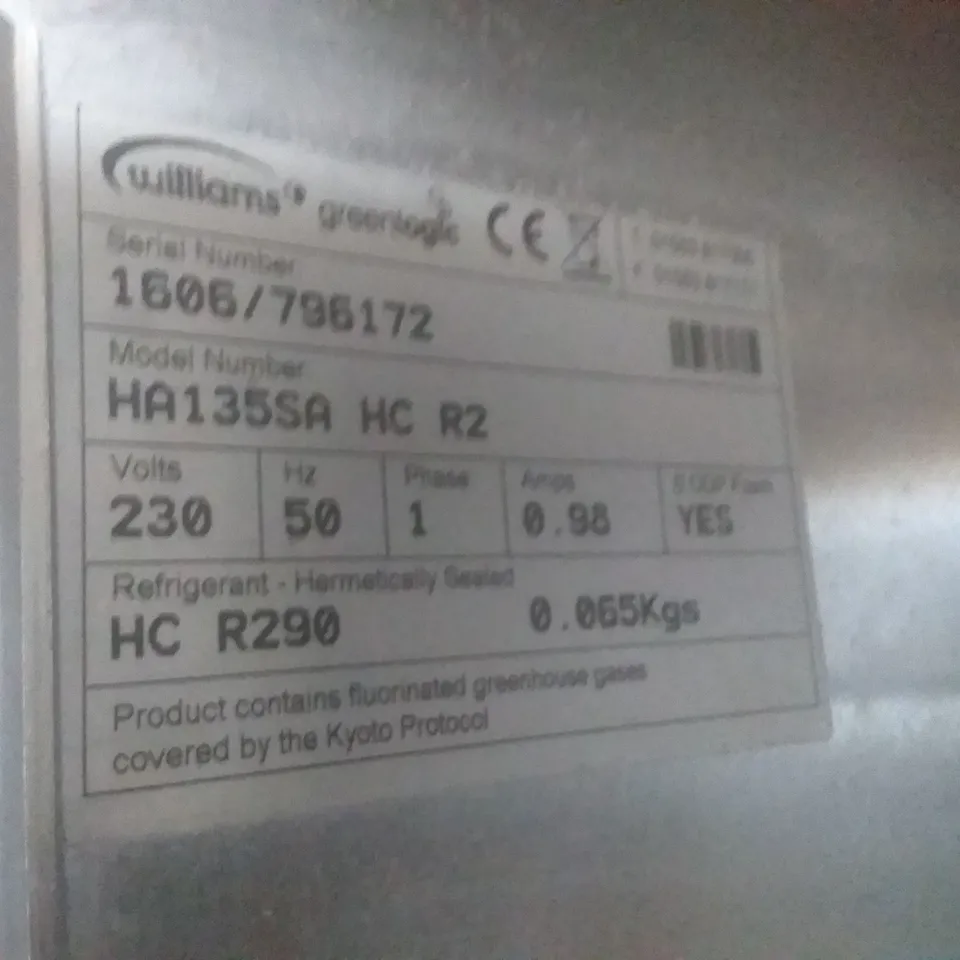 williams® greenlogic CE
Serial Number
1606/796172
Model Number
HA135SA HC R2
Volts Hz Phase Amps
230 50 1 0.98 YES
Refrigerant - Hermetically Sealed
HC R290 0.065Kgs
Product contains fluorinated greenhouse gases
covered by the Kyoto Protocol